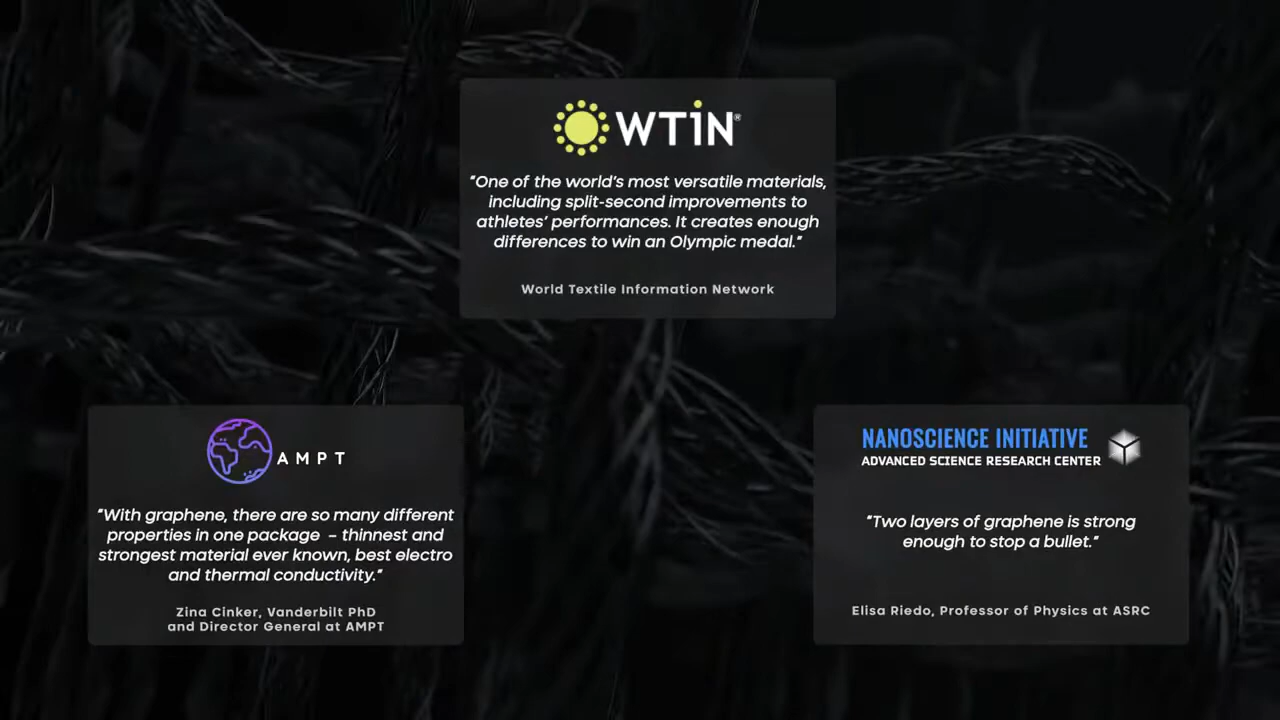 WTiN®
“One of the world’s most versatile materials,
including split-second improvements to
athletes’ performances. It creates enough
differences to win an Olympic medal.”
World Textile Information Network
AMPT
“With graphene, there are so many different
properties in one package – thinnest and
strongest material ever known, best electro
and thermal conductivity.”
Zina Cinker, Vanderbilt PhD
and Director General at AMPT
NANOSCIENCE INITIATIVE
ADVANCED SCIENCE RESEARCH CENTER
“Two layers of graphene is strong
enough to stop a bullet.”
Elisa Riedo, Professor of Physics at ASRC